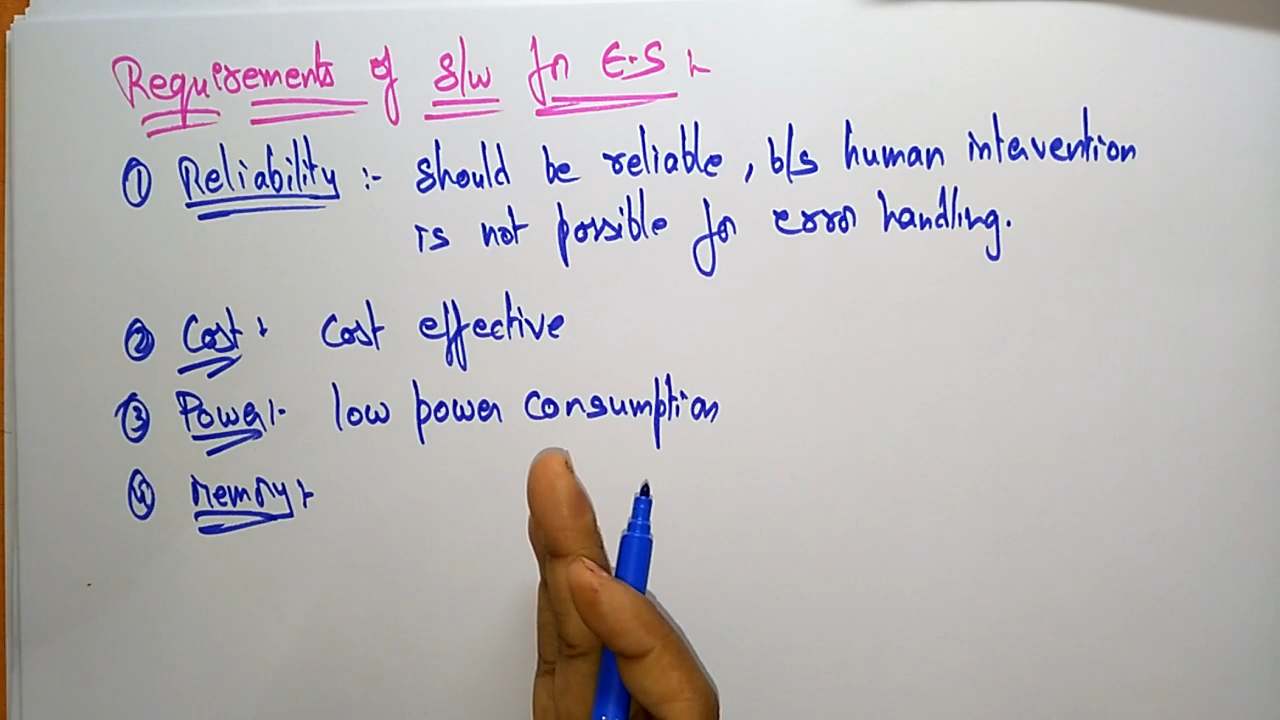 Requirements of S/w for E.S :-
① Reliability :- should be reliable, b/s human intervention
is not possible for error handling.
② Cost :- Cost effective
③ Power :- low power consumption
④ memory :-